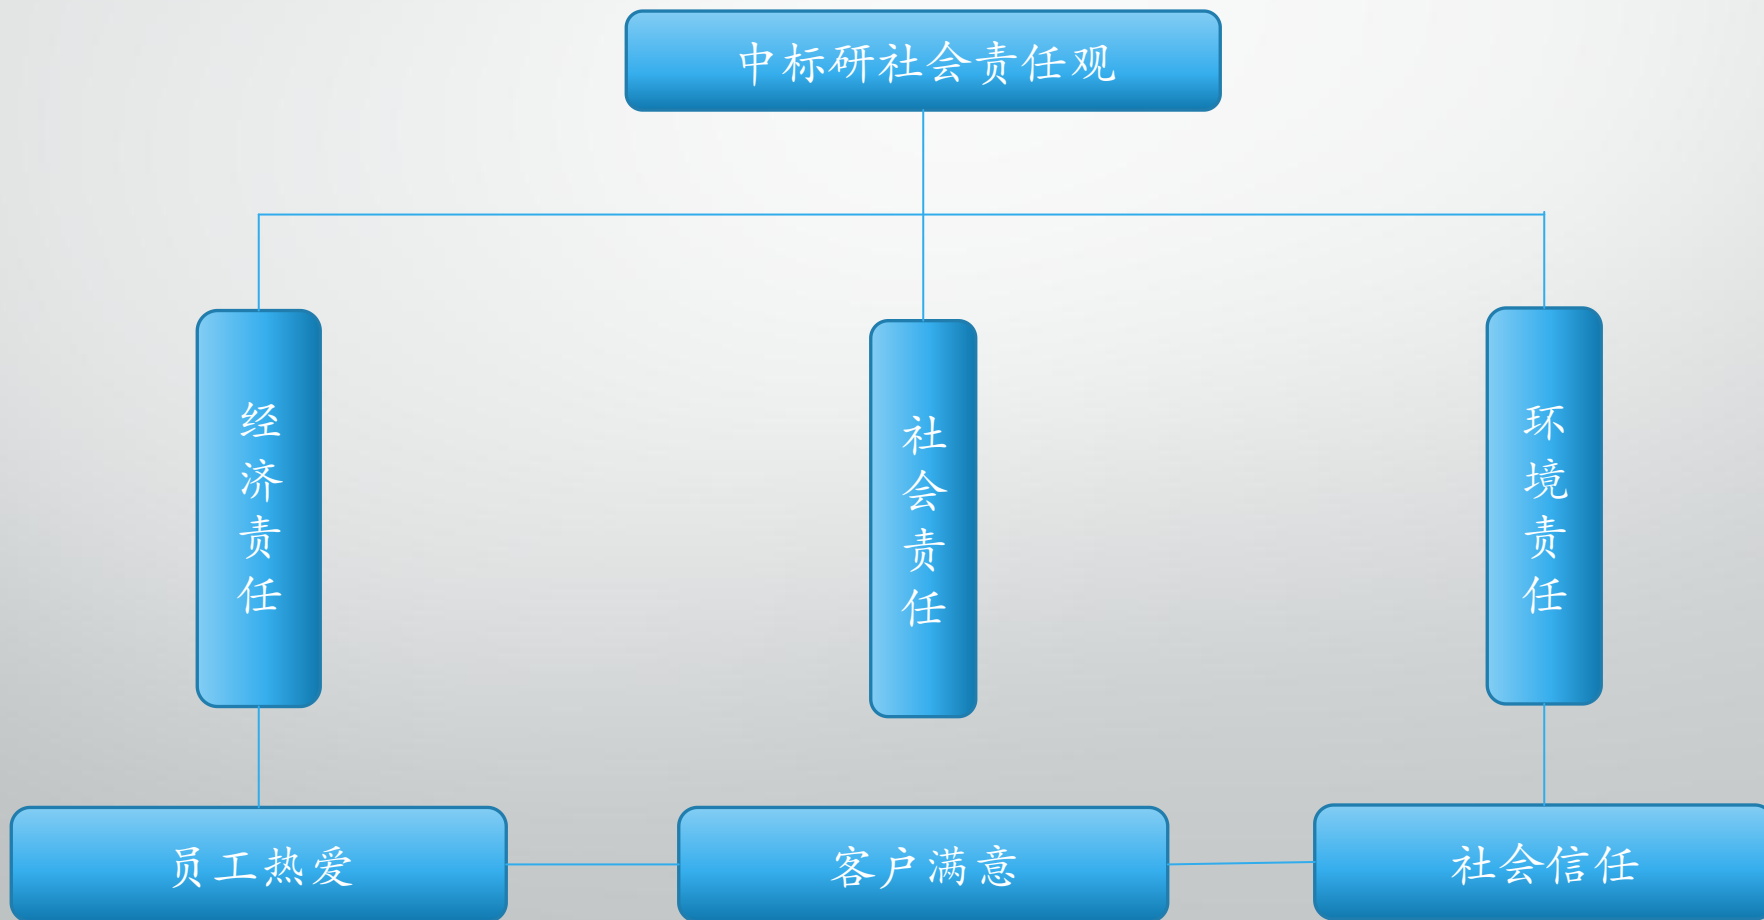 中标研社会责任观
经济责任
社会责任
环境责任
员工热爱
客户满意
社会信任